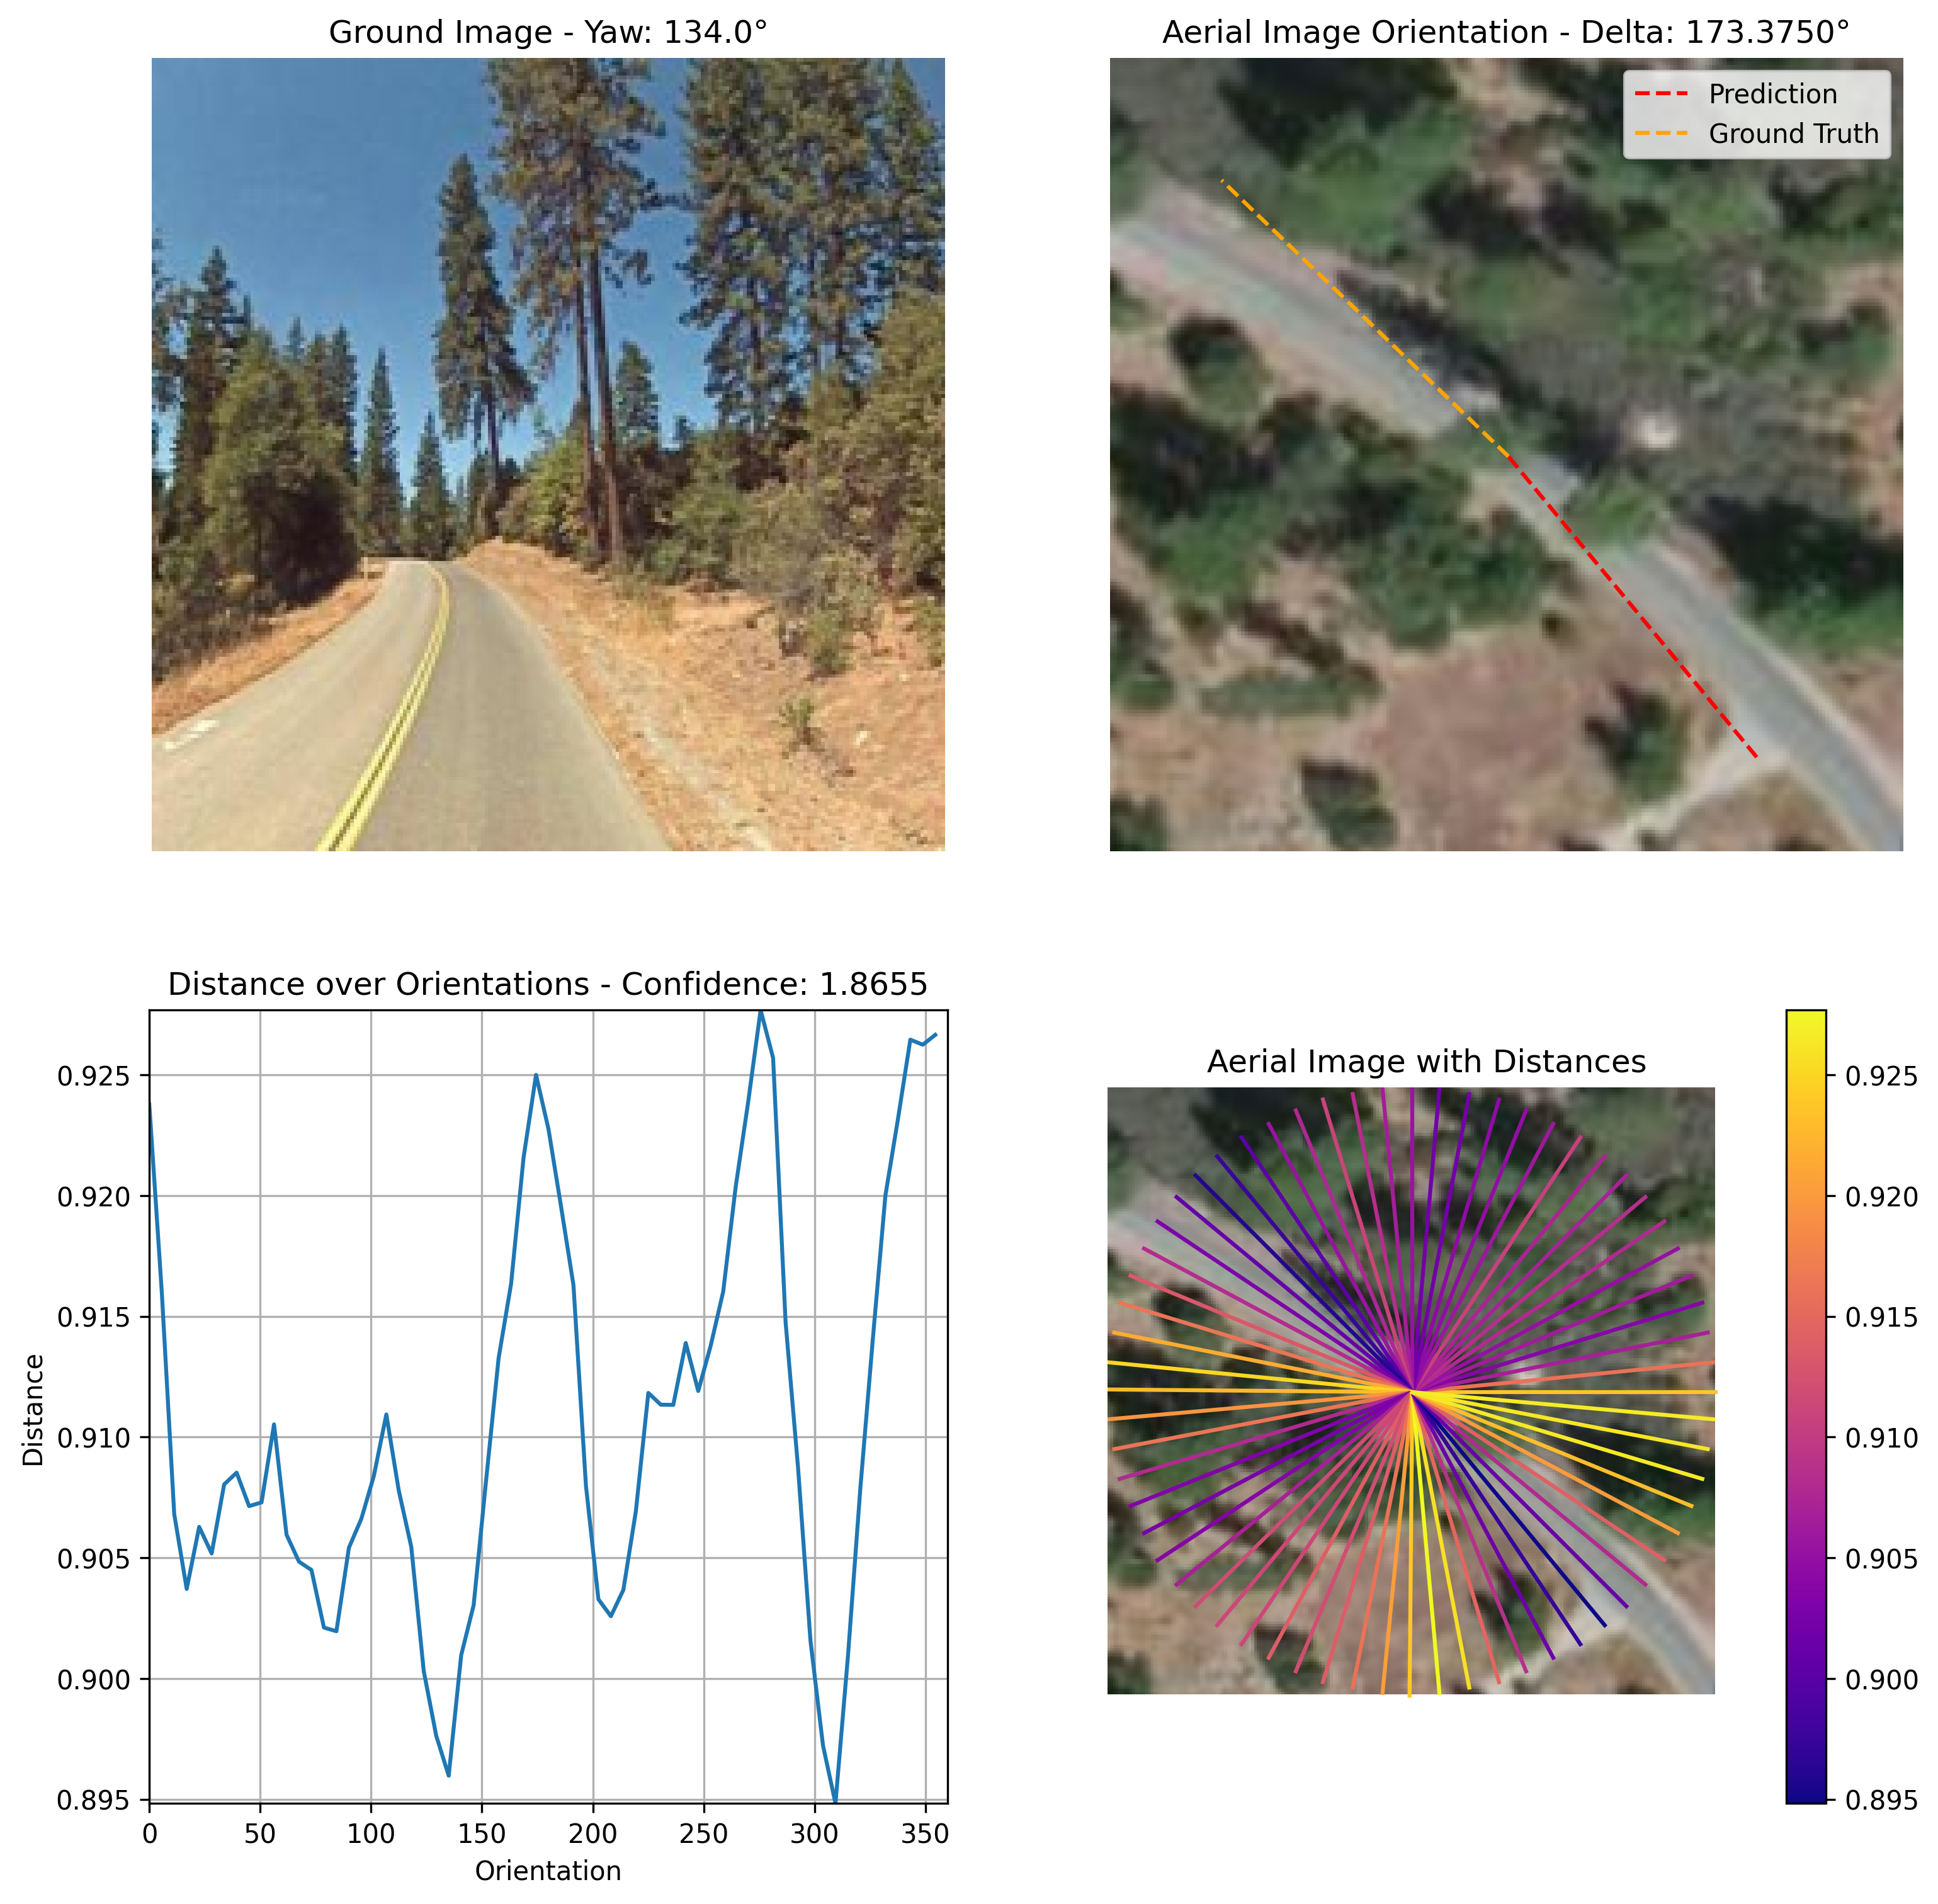 Ground Image - Yaw: 134.0°
Aerial Image Orientation - Delta: 173.3750°
Prediction
Ground Truth
Distance over Orientations - Confidence: 1.8655
0.925
0.920
0.915
0.910
0.905
0.900
0.895
Distance
0 50 100 150 200 250 300 350
Orientation
Aerial Image with Distances
0.925
0.920
0.915
0.910
0.905
0.900
0.895